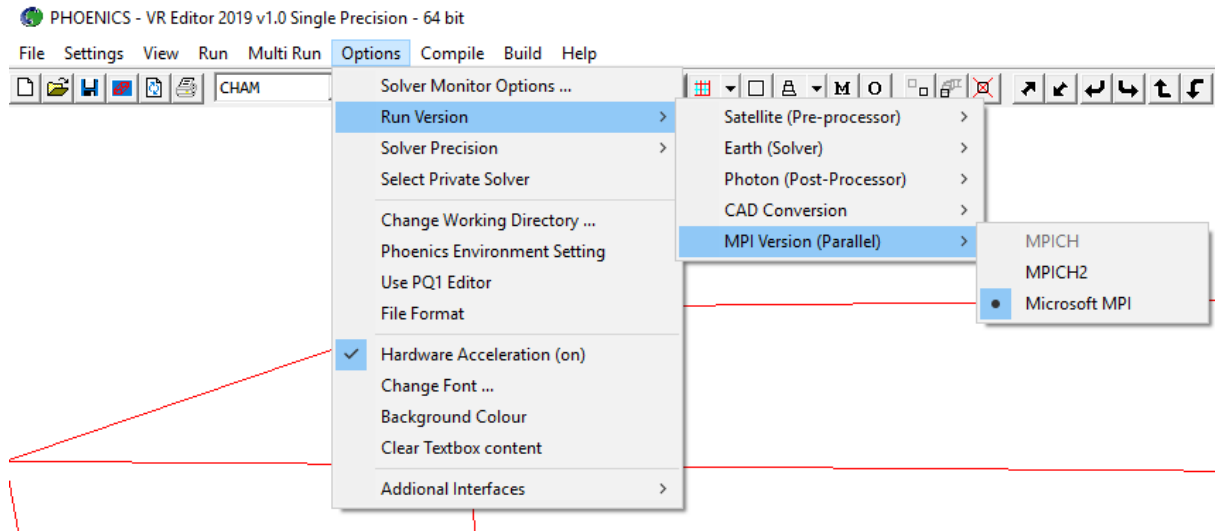 PHOENICS - VR Editor 2019 v1.0 Single Precision - 64 bit
File Settings View Run Multi Run Options Compile Build Help
CHAM M O
Solver Monitor Options ...
Run Version
Solver Precision
Select Private Solver
Change Working Directory ...
Phoenics Environment Setting
Use PQ1 Editor
File Format
Hardware Acceleration (on)
Change Font ...
Background Colour
Clear Textbox content
Addional Interfaces
Satellite (Pre-processor)
Earth (Solver)
Photon (Post-Processor)
CAD Conversion
MPI Version (Parallel)
MPICH
MPICH2
Microsoft MPI